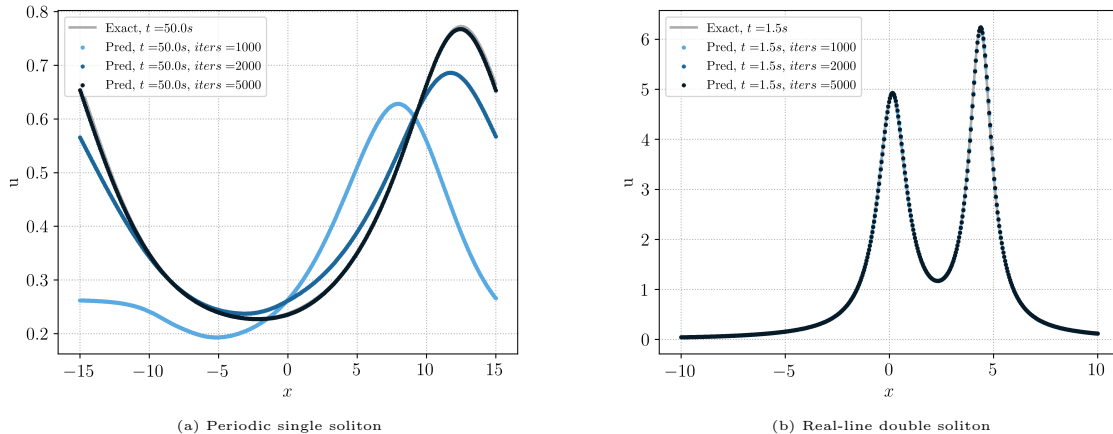 Exact, t =50.0s
Pred, t =50.0s, iters =1000
Pred, t =50.0s, iters =2000
Pred, t =50.0s, iters =5000
0.8
0.7
0.6
0.5
0.4
0.3
0.2
u
−15 −10 −5 0 5 10 15
x
(a) Periodic single soliton
Exact, t =1.5s
Pred, t =1.5s, iters =1000
Pred, t =1.5s, iters =2000
Pred, t =1.5s, iters =5000
6
5
4
3
2
1
0
u
−10 −5 0 5 10
x
(b) Real-line double soliton